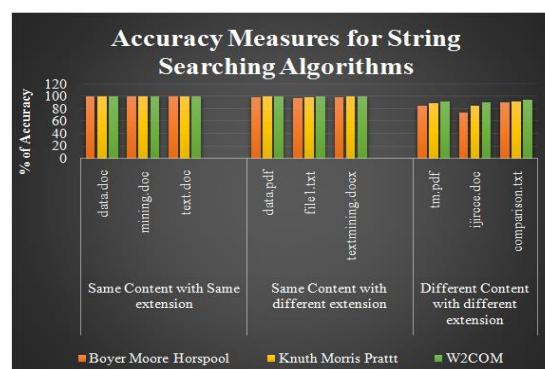 Accuracy Measures for String
Searching Algorithms
% of Accuracy
120
100
80
60
40
20
0
data.doc
mining.doc
text.doc
data.pdf
file1.txt
textmining.docx
tm.pdf
ijircce.doc
comparison.txt
Same Content with Same
extension
Same Content with
different extension
Different Content
with different
extension
Boyer Moore Horspool
Knuth Morris Prattt
W2COM